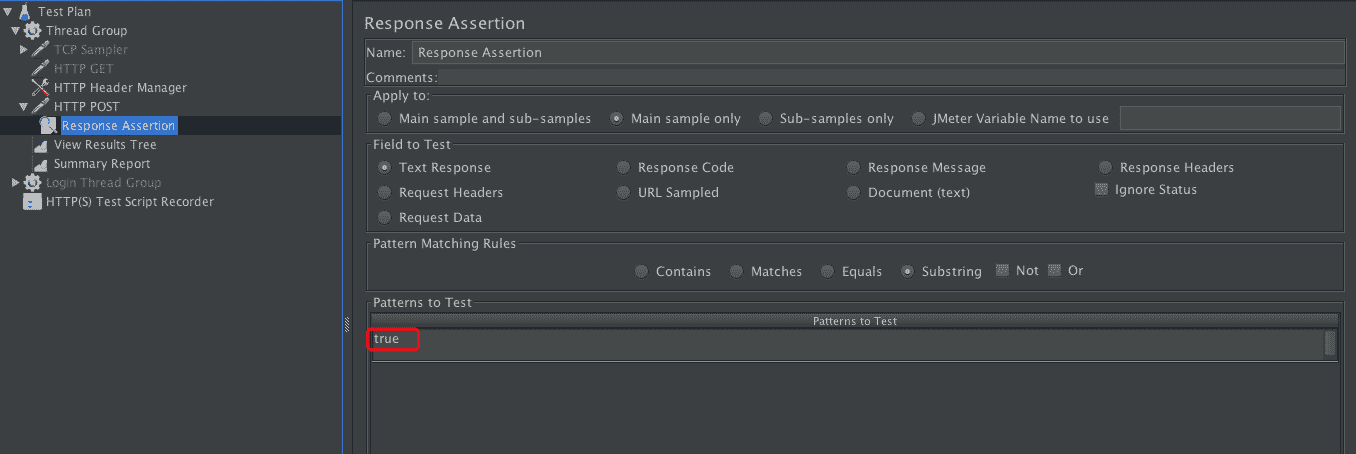 Test Plan
Thread Group
TCP Sampler
HTTP GET
HTTP Header Manager
HTTP POST
Response Assertion
View Results Tree
Summary Report
Login Thread Group
HTTP(S) Test Script Recorder
Response Assertion
Name: Response Assertion
Comments:
Apply to:
Main sample and sub-samples Main sample only Sub-samples only JMeter Variable Name to use
Field to Test
Text Response Response Code Response Message Response Headers
Request Headers URL Sampled Document (text) Ignore Status
Request Data
Pattern Matching Rules
Contains Matches Equals Substring Not Or
Patterns to Test
Patterns to Test
true